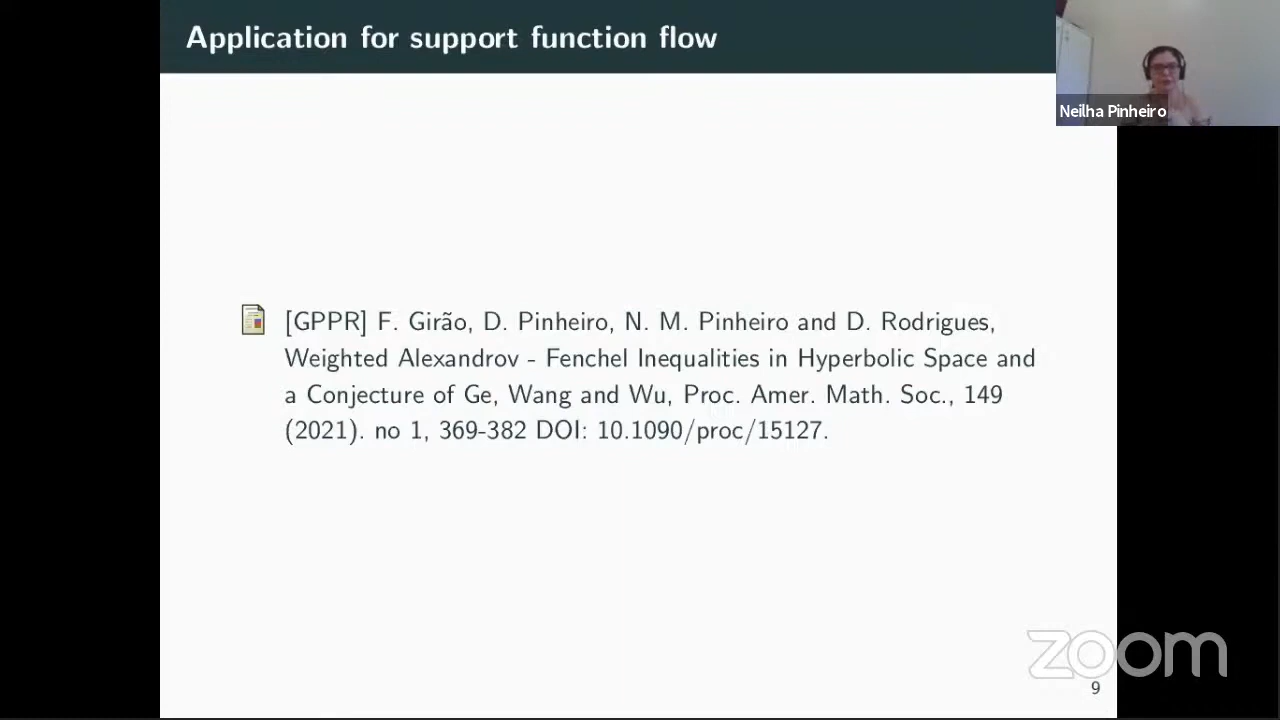 Application for support function flow
Neilha Pinheiro
[GPPR] F. Girão, D. Pinheiro, N. M. Pinheiro and D. Rodrigues,
Weighted Alexandrov - Fenchel Inequalities in Hyperbolic Space and
a Conjecture of Ge, Wang and Wu, Proc. Amer. Math. Soc., 149
(2021). no 1, 369-382 DOI: 10.1090/proc/15127.
zoom
9